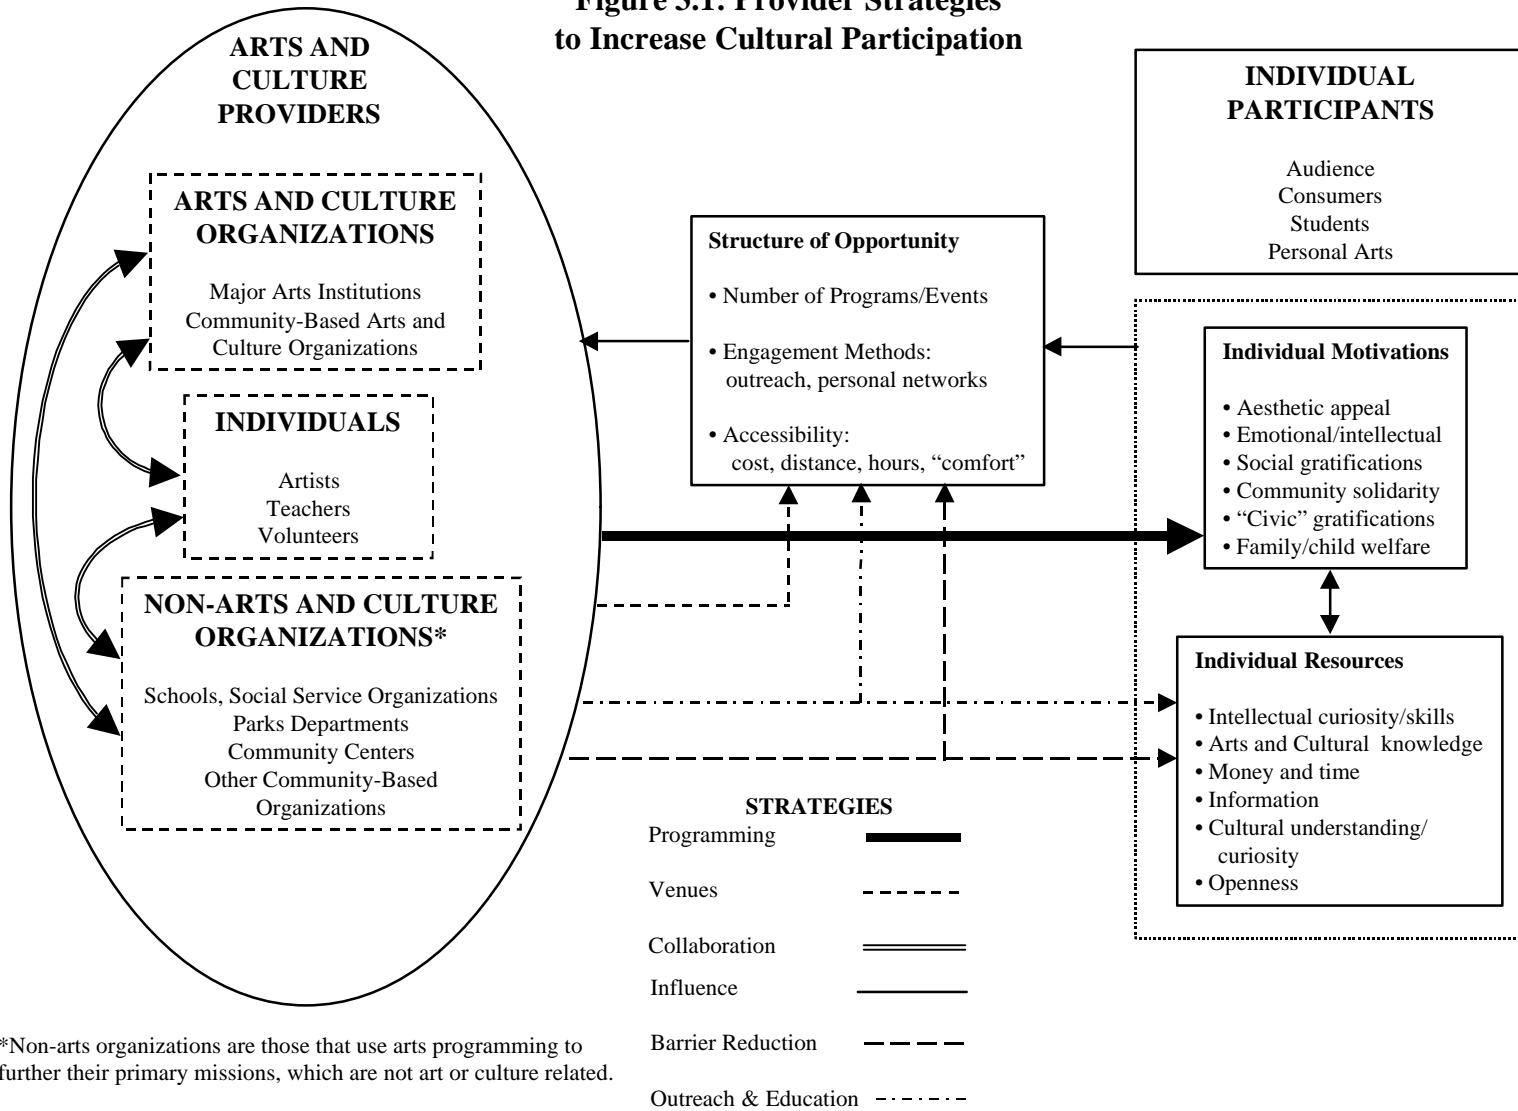 Figure 3.1: Provider Strategies
to Increase Cultural Participation
ARTS AND
CULTURE
PROVIDERS
ARTS AND CULTURE
ORGANIZATIONS
Major Arts Institutions
Community-Based Arts and
Culture Organizations
INDIVIDUALS
Artists
Teachers
Volunteers
NON-ARTS AND CULTURE
ORGANIZATIONS*
Schools, Social Service Organizations
Parks Departments
Community Centers
Other Community-Based
Organizations
Structure of Opportunity
• Number of Programs/Events
• Engagement Methods:
outreach, personal networks
• Accessibility:
cost, distance, hours, “comfort”
INDIVIDUAL
PARTICIPANTS
Audience
Consumers
Students
Personal Arts
Individual Motivations
• Aesthetic appeal
• Emotional/intellectual
• Social gratifications
• Community solidarity
• “Civic” gratifications
• Family/child welfare
Individual Resources
• Intellectual curiosity/skills
• Arts and Cultural knowledge
• Money and time
• Information
• Cultural understanding/
curiosity
• Openness
STRATEGIES
Programming
Venues
Collaboration
Influence
Barrier Reduction
Outreach & Education
*Non-arts organizations are those that use arts programming to
further their primary missions, which are not art or culture related.